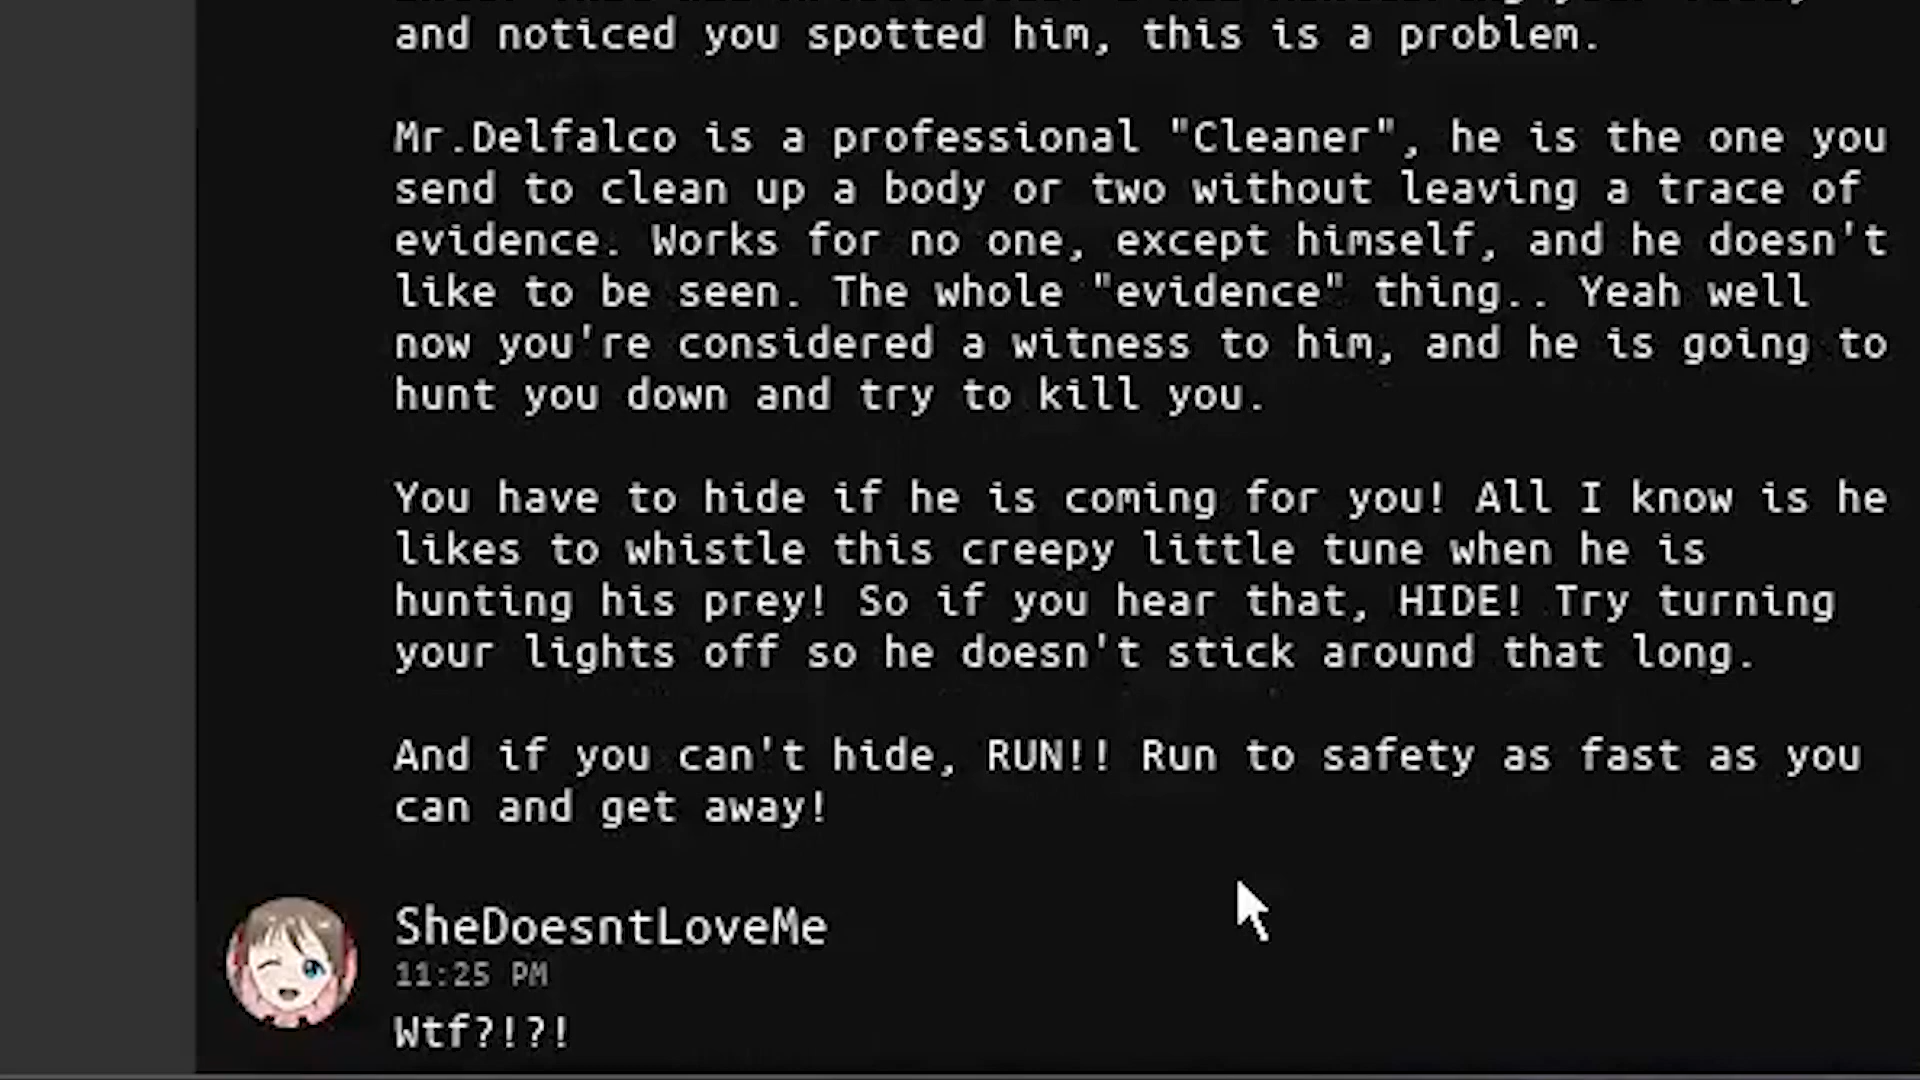 and noticed you spotted him, this is a problem.
Mr.Delfalco is a professional "Cleaner", he is the one you
send to clean up a body or two without leaving a trace of
evidence. Works for no one, except himself, and he doesn't
like to be seen. The whole "evidence" thing.. Yeah well
now you're considered a witness to him, and he is going to
hunt you down and try to kill you.
You have to hide if he is coming for you! All I know is he
likes to whistle this creepy little tune when he is
hunting his prey! So if you hear that, HIDE! Try turning
your lights off so he doesn't stick around that long.
And if you can't hide, RUN!! Run to safety as fast as you
can and get away!
SheDoesntLoveMe
11:25 PM
Wtf?!?!